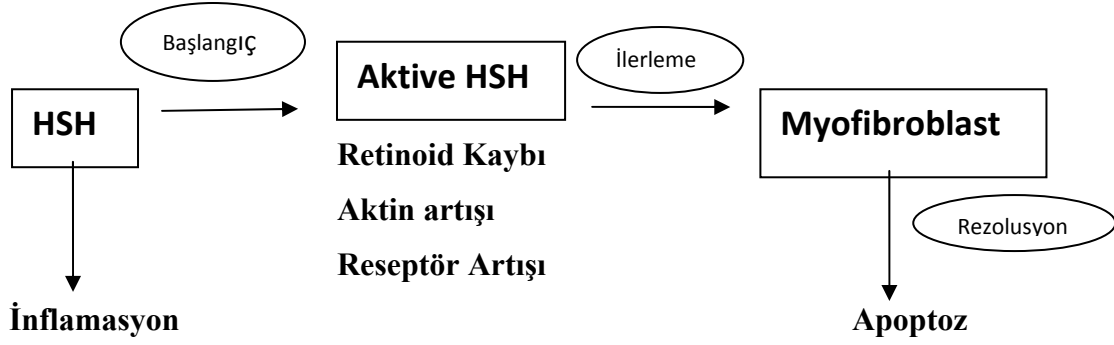 Başlangıç
İlerleme
HSH
Aktive HSH
Myofibroblast
Retinoid Kaybı
Aktin artışı
Reseptör Artışı
Rezolusyon
İnflamasyon
Apoptoz